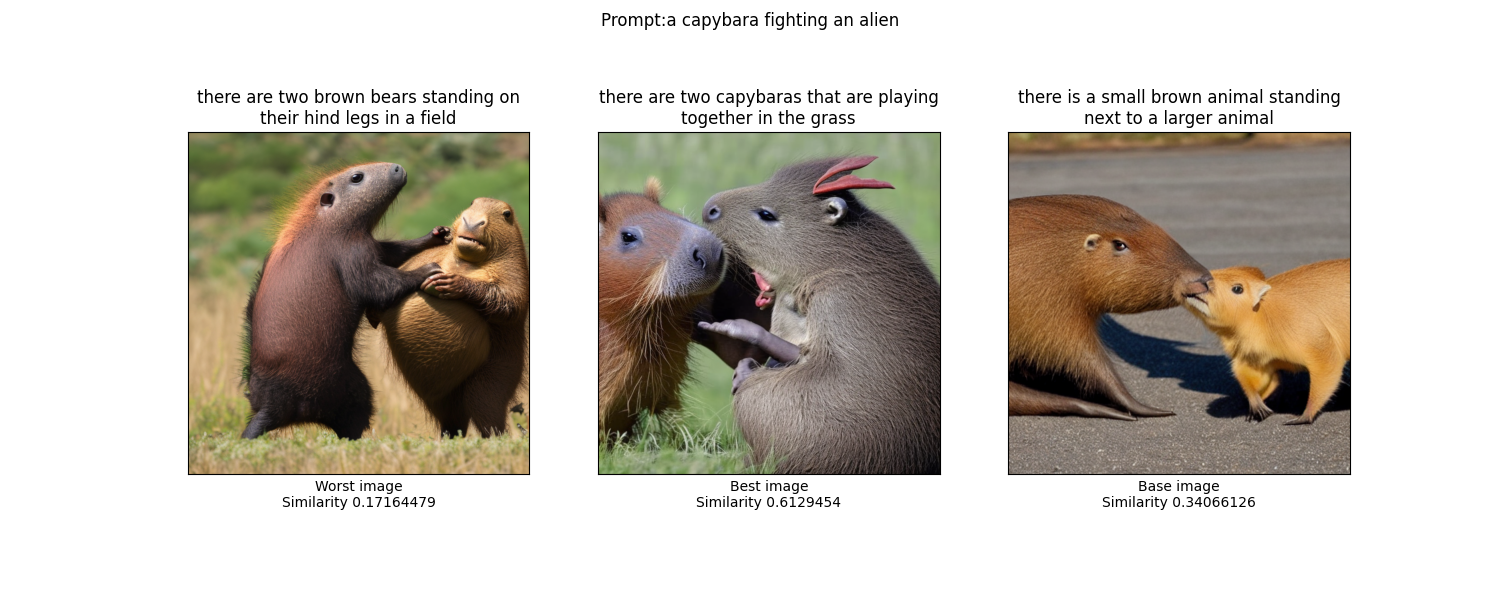 Prompt:a capybara fighting an alien
there are two brown bears standing on
their hind legs in a field
there are two capybaras that are playing
together in the grass
there is a small brown animal standing
next to a larger animal
Worst image
Similarity 0.17164479
Best image
Similarity 0.6129454
Base image
Similarity 0.34066126